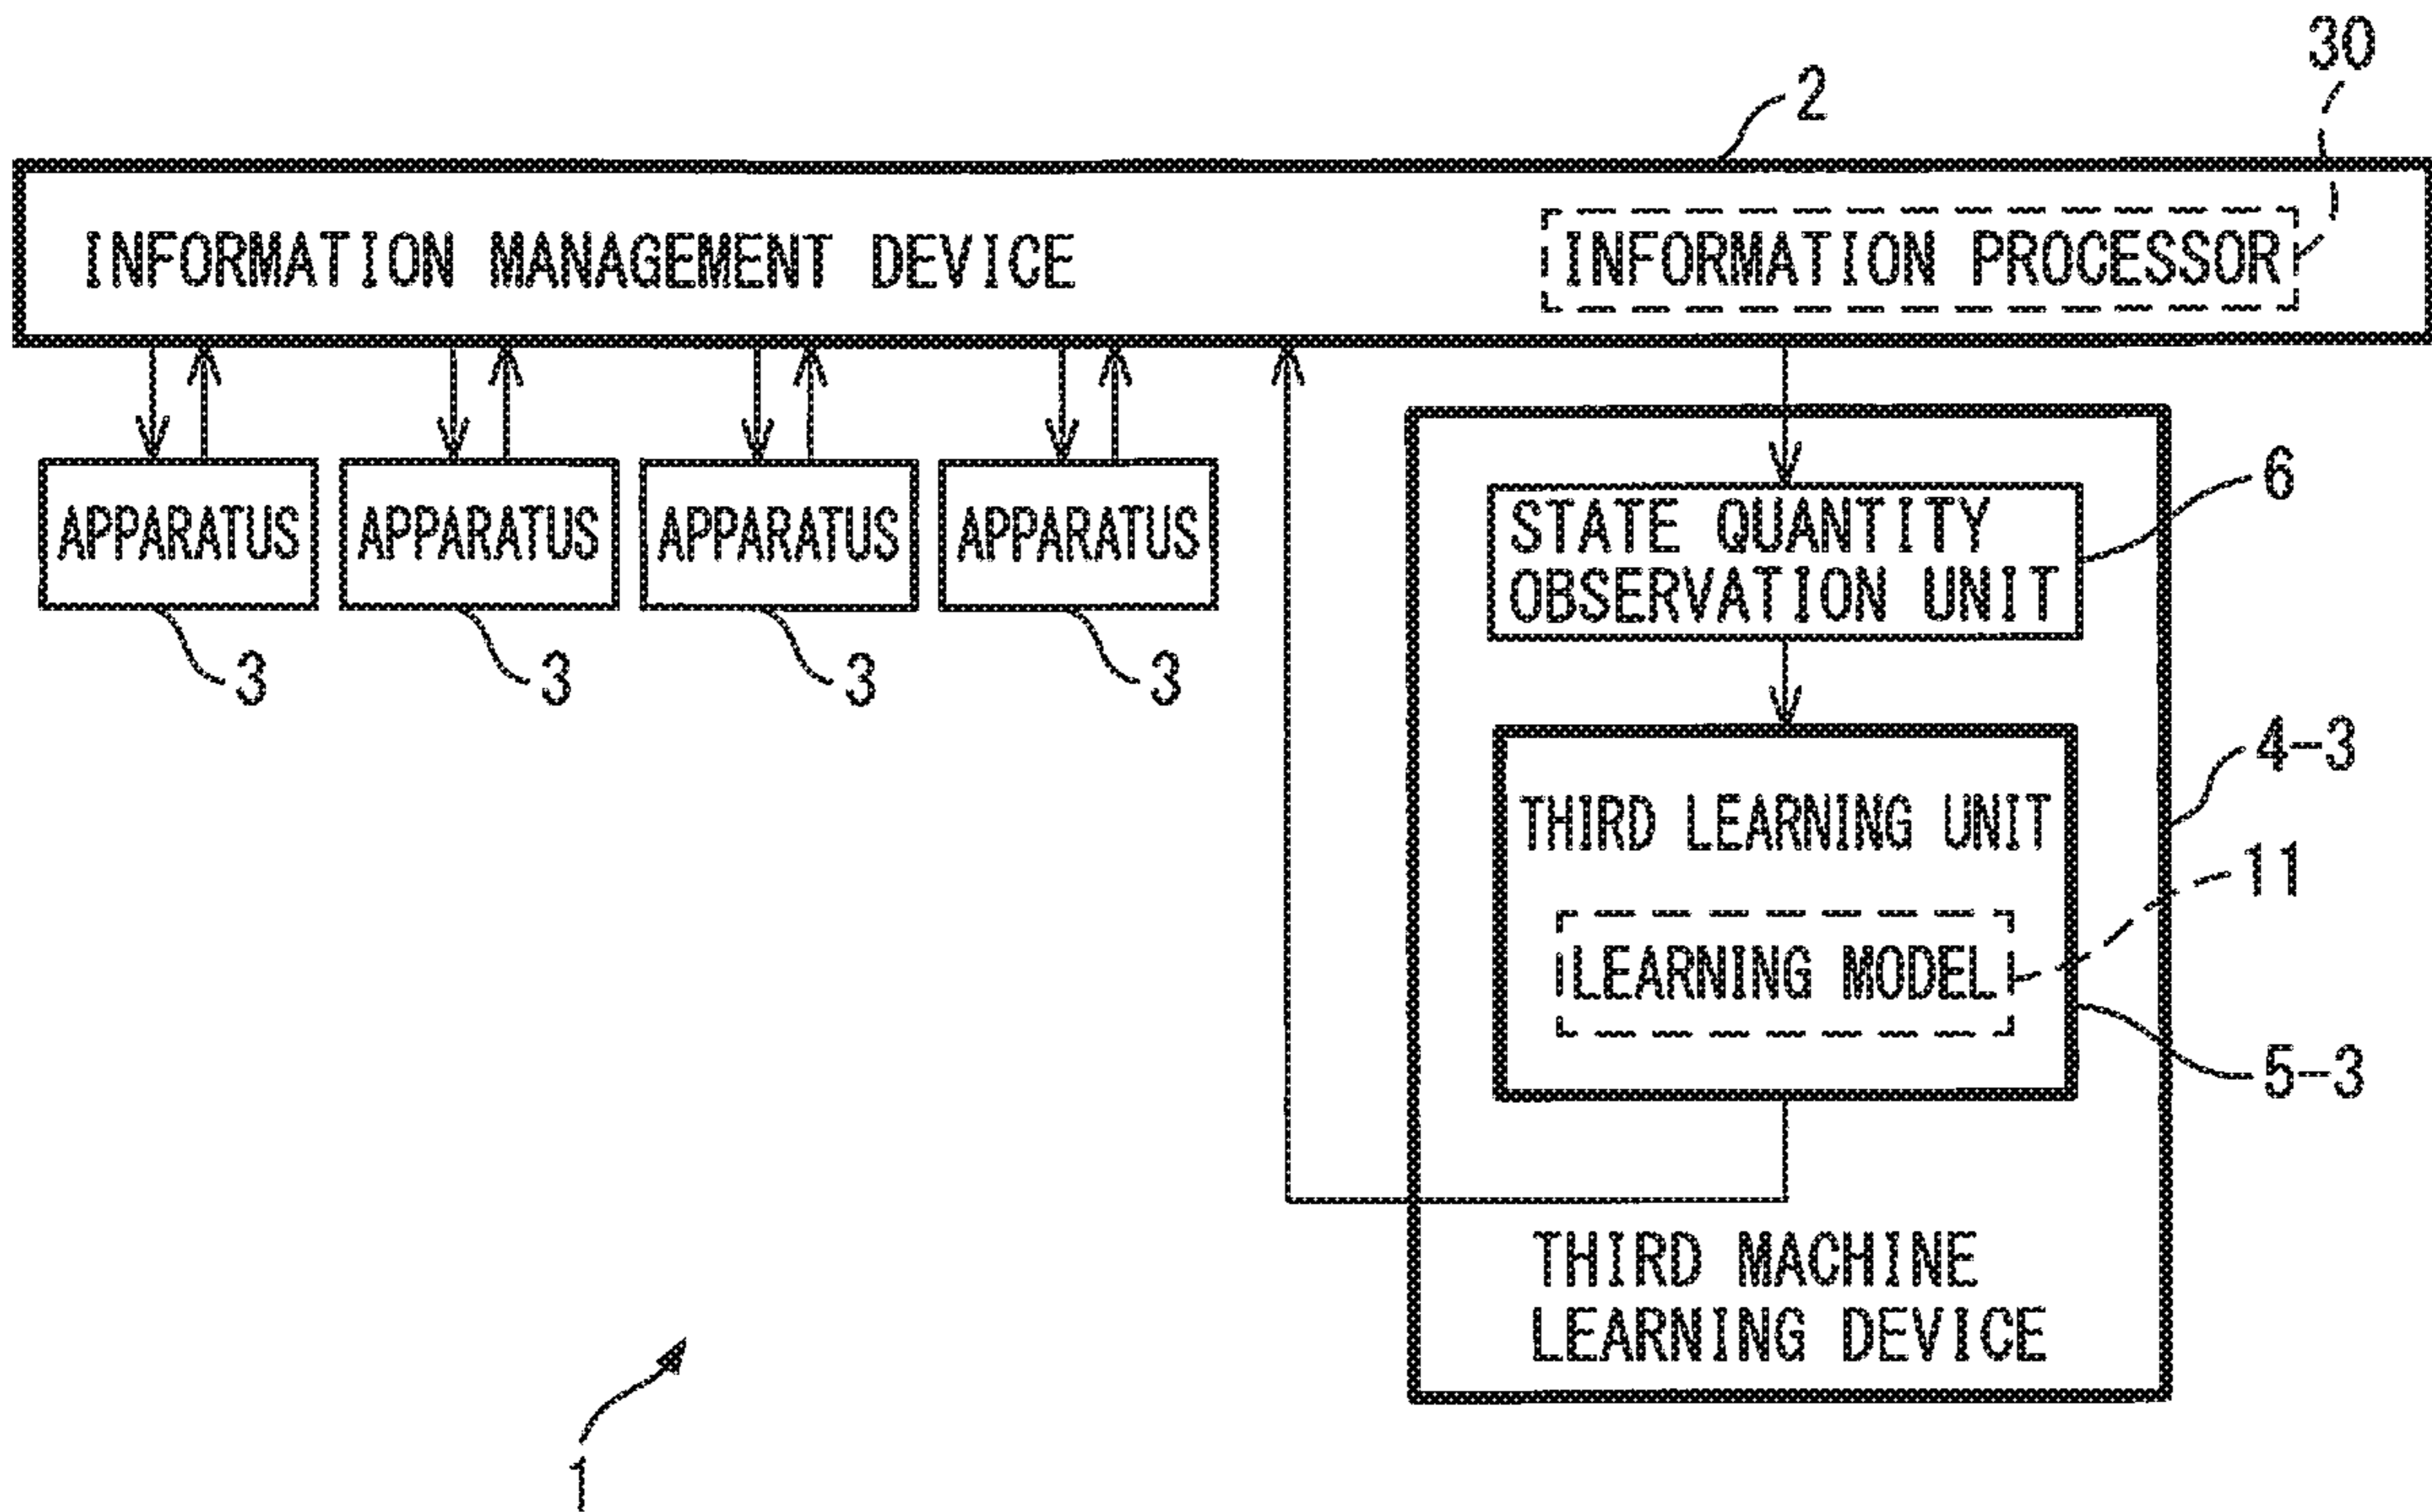 30
2
INFORMATION MANAGEMENT DEVICE
INFORMATION PROCESSOR
APPARATUS
APPARATUS
APPARATUS
APPARATUS
3
3
3
3
STATE QUANTITY
OBSERVATION UNIT
6
THIRD LEARNING UNIT
4-3
11
LEARNING MODEL
5-3
THIRD MACHINE
LEARNING DEVICE
1